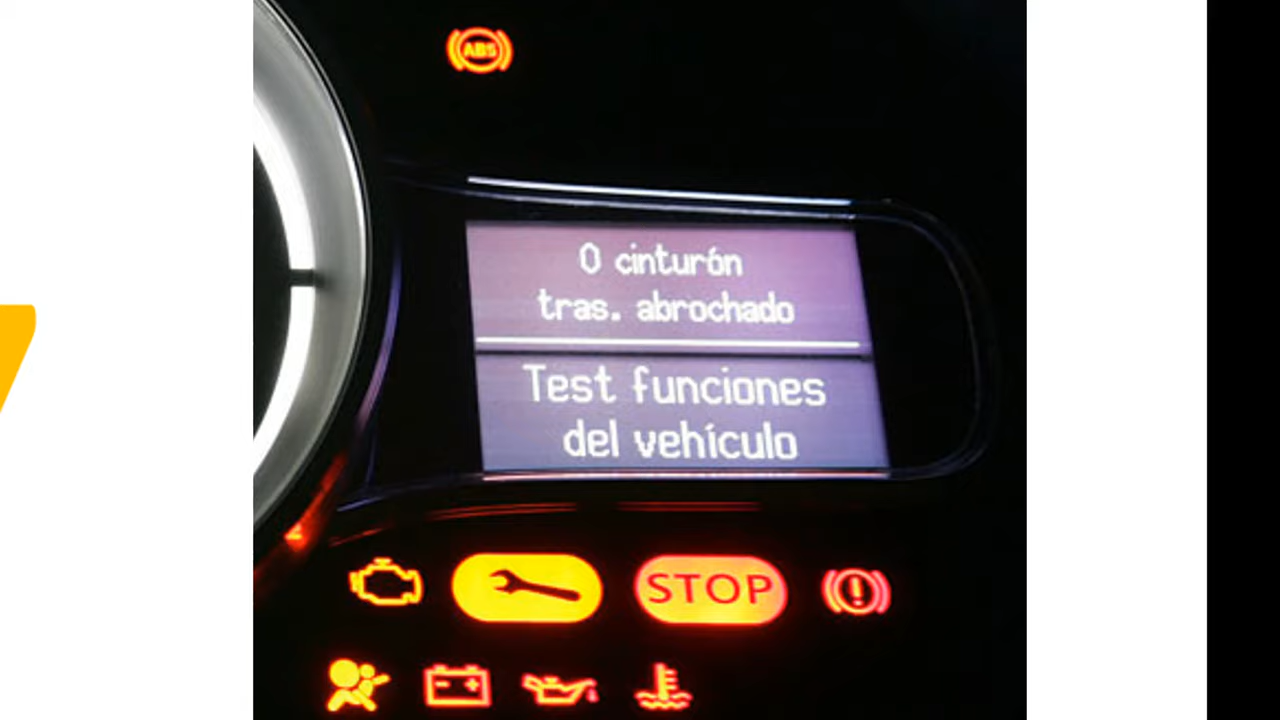 ABS
0 cinturón
tras. abrochado
Test funciones
del vehículo
STOP